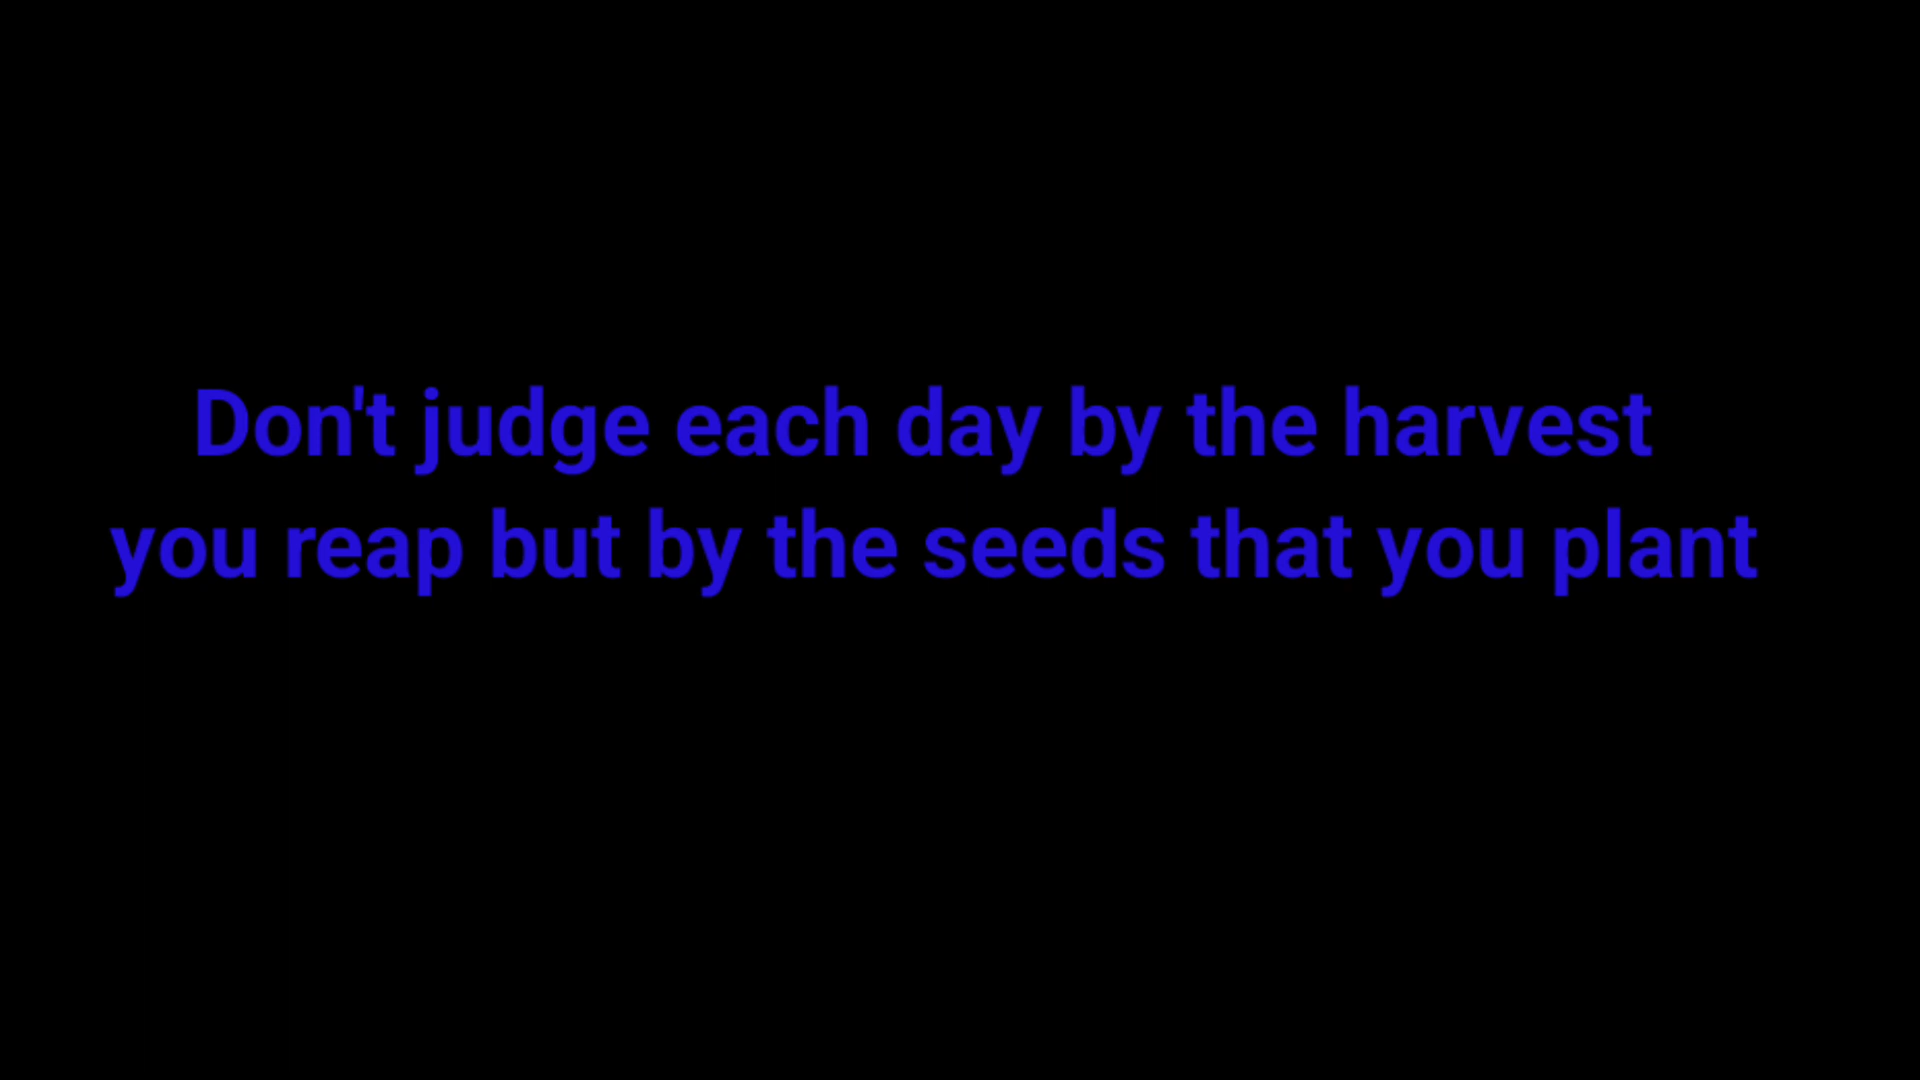 Don't judge each day by the harvest
you reap but by the seeds that you plant